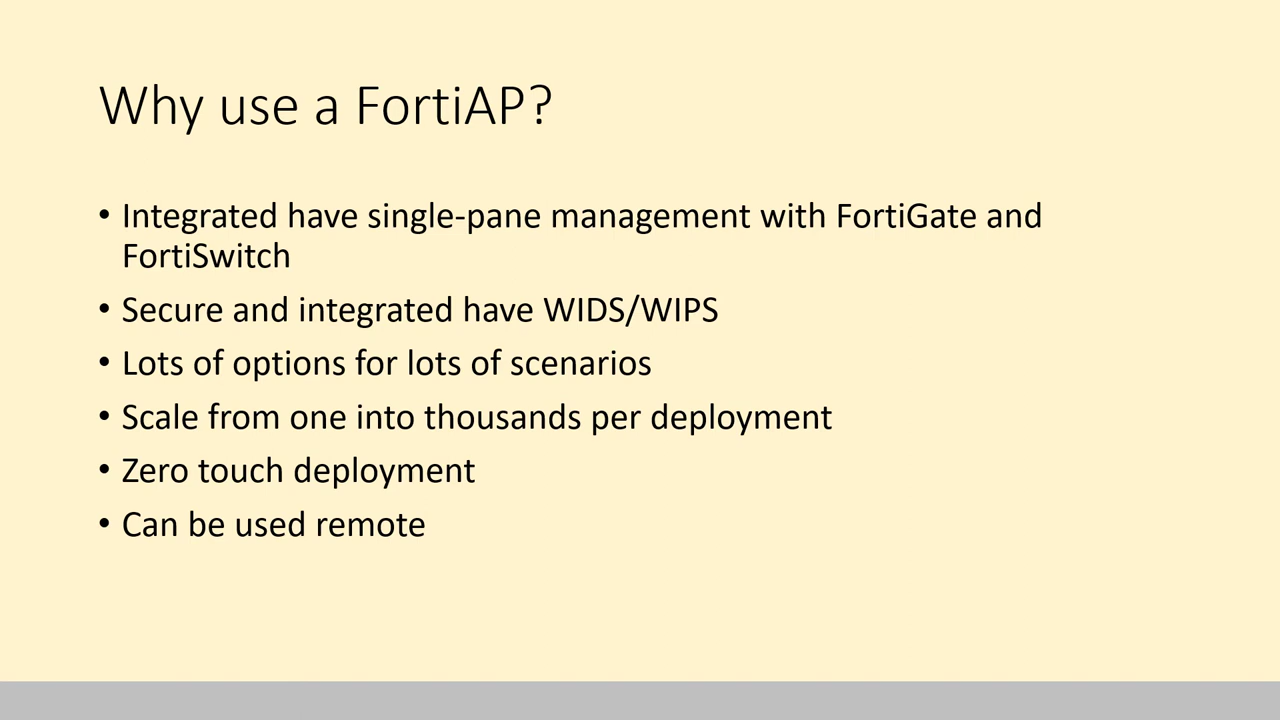 Why use a FortiAP?
• Integrated have single-pane management with FortiGate and
FortiSwitch
• Secure and integrated have WIDS/WIPS
• Lots of options for lots of scenarios
• Scale from one into thousands per deployment
• Zero touch deployment
• Can be used remote